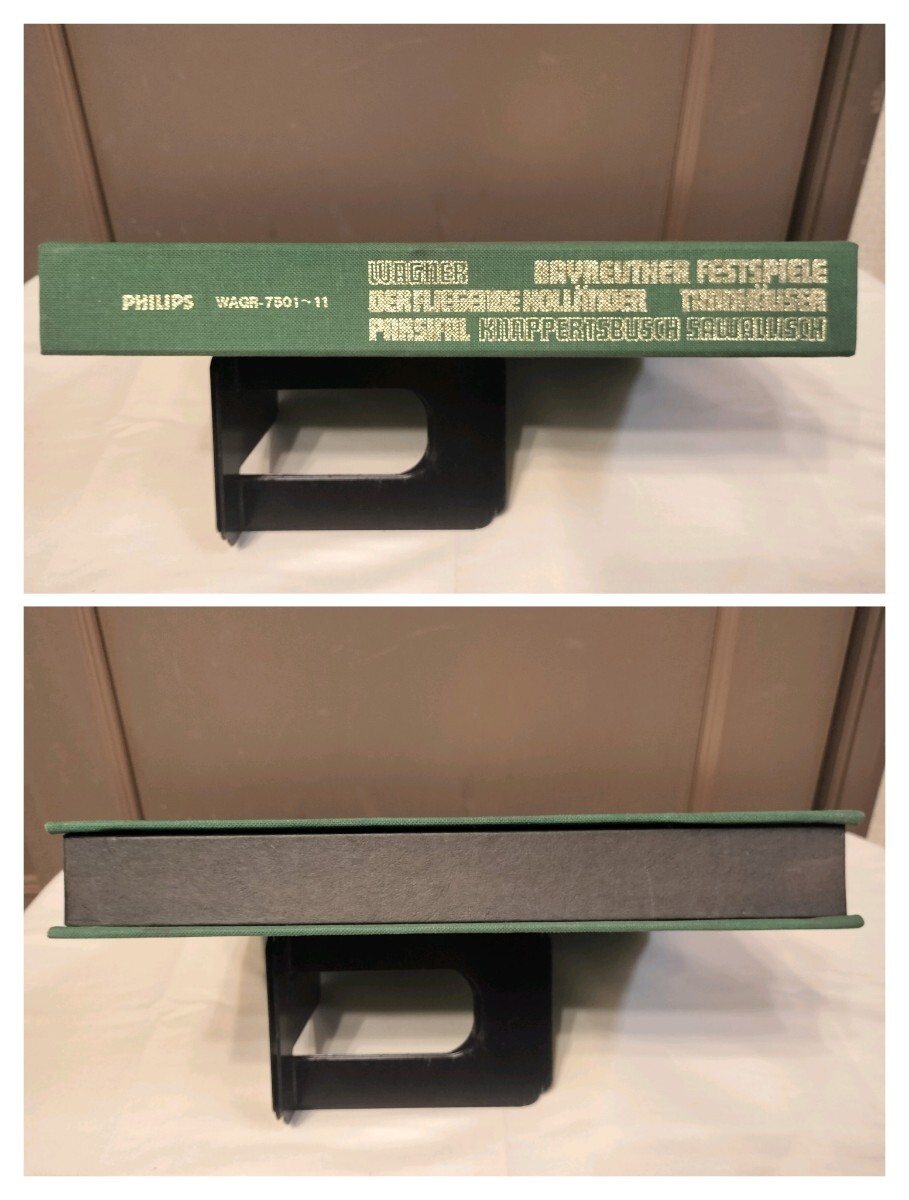 PHILIPS WAGR-7501~11
WAGNER BAYREUTHER FESTSPIELE
DER FLIEGENDE HOLLÄNDER TANNHÄUSER
PARSIFAL KNAPPERTSBUSCH SAWALLISCH